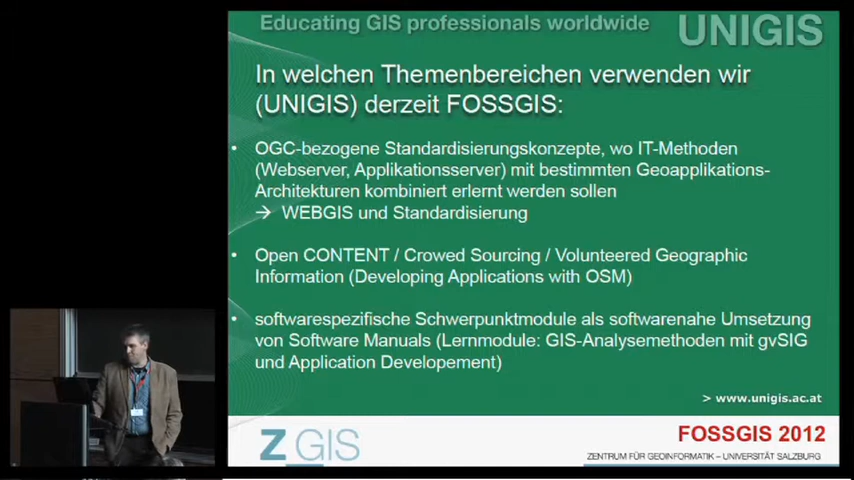 Educating GIS professionals worldwide
UNIGIS
In welchen Themenbereichen verwenden wir
(UNIGIS) derzeit FOSSGIS:
• OGC-bezogene Standardisierungskonzepte, wo IT-Methoden
(Webserver, Applikationsserver) mit bestimmten Geoapplikations-
Architekturen kombiniert erlernt werden sollen
→ WEBGIS und Standardisierung
• Open CONTENT / Crowed Sourcing / Volunteered Geographic
Information (Developing Applications with OSM)
• softwarespezifische Schwerpunktmodule als softwarenahe Umsetzung
von Software Manuals (Lernmodule: GIS-Analysemethoden mit gvSIG
und Application Developement)
> www.unigis.ac.at
Z GIS
FOSSGIS 2012
ZENTRUM FÜR GEOINFORMATIK – UNIVERSITÄT SALZBURG